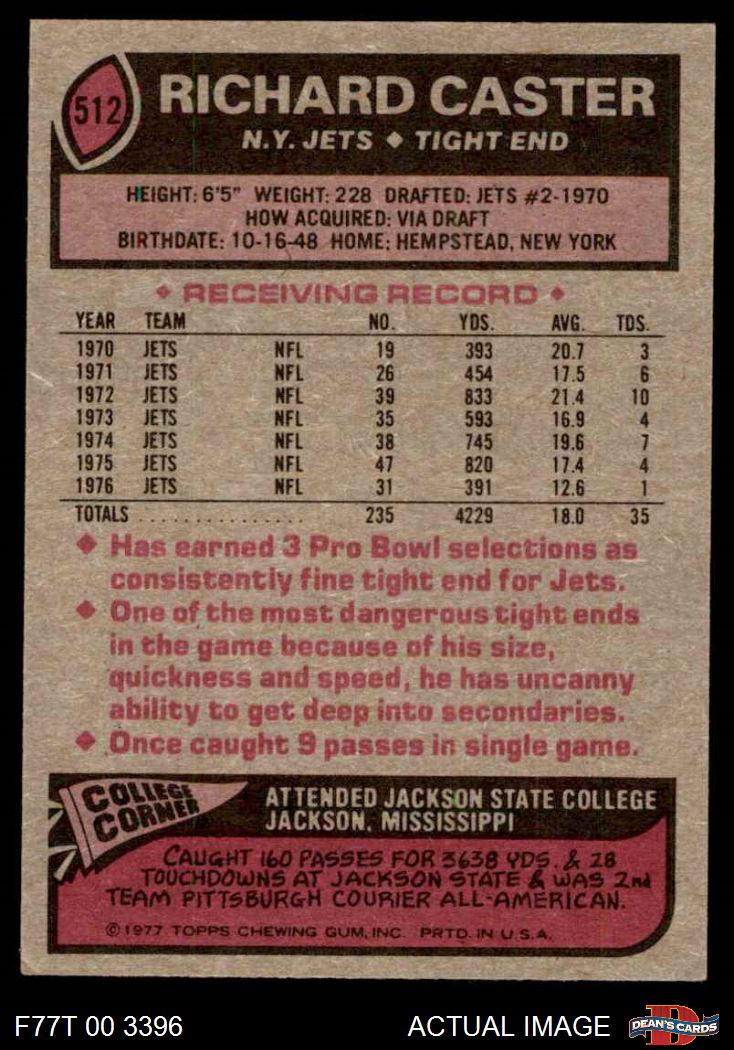 512
RICHARD CASTER
N.Y. JETS ◆ TIGHT END
HEIGHT: 6'5" WEIGHT: 228 DRAFTED: JETS #2-1970
HOW ACQUIRED: VIA DRAFT
BIRTHDATE: 10-16-48 HOME: HEMPSTEAD, NEW YORK
◆ RECEIVING RECORD ◆
YEAR TEAM NO. YDS. AVG. TDS.
1970 JETS NFL 19 393 20.7 3
1971 JETS NFL 26 454 17.5 6
1972 JETS NFL 39 833 21.4 10
1973 JETS NFL 35 593 16.9 4
1974 JETS NFL 38 745 19.6 7
1975 JETS NFL 47 820 17.4 4
1976 JETS NFL 31 391 12.6 1
TOTALS . . . . . . . . . . . . . . . . 235 4229 18.0 35
◆ Has earned 3 Pro Bowl selections as
consistently fine tight end for Jets.
◆ One of the most dangerous tight ends
in the game because of his size,
quickness and speed, he has uncanny
ability to get deep into secondaries.
◆ Once caught 9 passes in single game.
COLLEGE
CORNER
ATTENDED JACKSON STATE COLLEGE
JACKSON, MISSISSIPPI
CAUGHT 160 PASSES FOR 3638 YDS. & 28
TOUCHDOWNS AT JACKSON STATE & WAS 2nd
TEAM PITTSBURGH COURIER ALL-AMERICAN.
©1977 TOPPS CHEWING GUM, INC. PRTD. IN U.S.A.
F77T 00 3396 ACTUAL IMAGE
D
DEAN'S CARDS